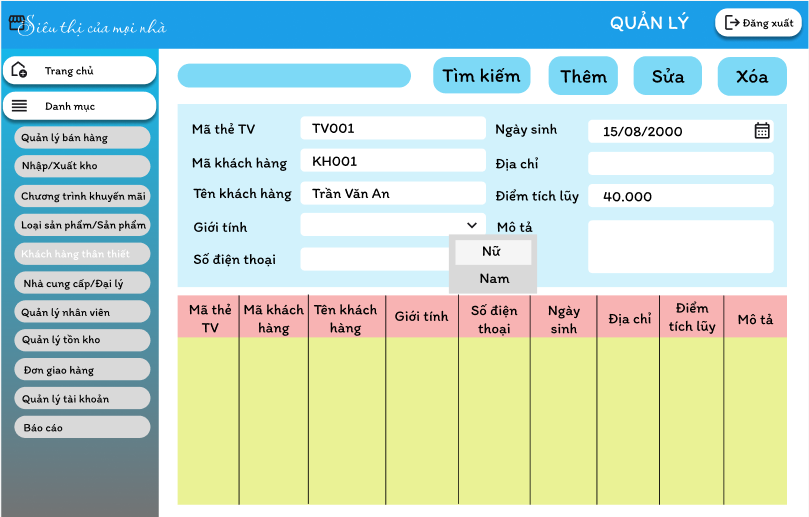 Siêu thị của mọi nhà
QUẢN LÝ
Đăng xuất
Trang chủ
Danh mục
Quản lý bán hàng
Nhập/Xuất kho
Chương trình khuyến mãi
Loại sản phẩm/Sản phẩm
Khách hàng thân thiết
Nhà cung cấp/Đại lý
Quản lý nhân viên
Quản lý tồn kho
Đơn giao hàng
Quản lý tài khoản
Báo cáo
Tìm kiếm
Thêm
Sửa
Xóa
Mã thẻ TV
TV001
Ngày sinh
15/08/2000
Mã khách hàng
KH001
Địa chỉ
Tên khách hàng
Trần Văn An
Điểm tích lũy
40.000
Giới tính
Mô tả
Nữ
Nam
Số điện thoại
Mã thẻ
TV
Mã khách
hàng
Tên khách
hàng
Giới tính
Số điện
thoại
Ngày
sinh
Địa chỉ
Điểm
tích lũy
Mô tả